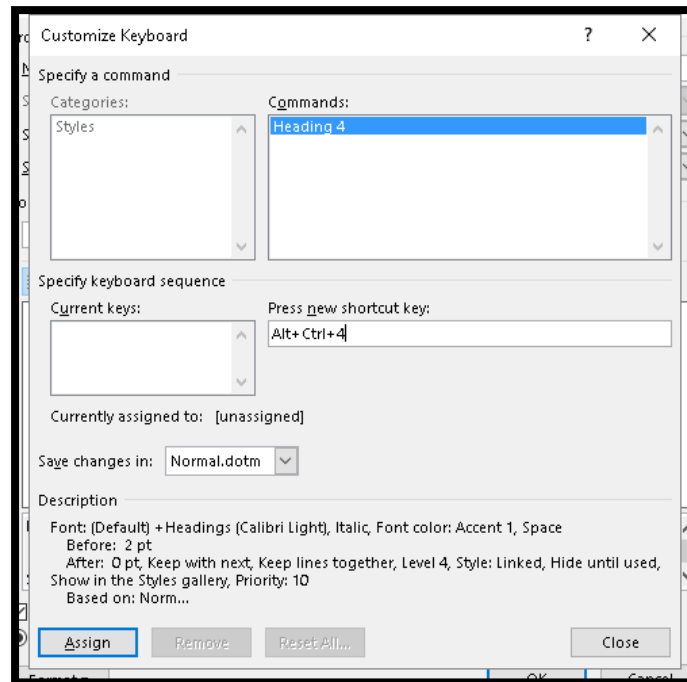 Customize Keyboard ? X
Specify a command
Categories: Commands:
Styles Heading 4
Specify keyboard sequence
Current keys: Press new shortcut key:
Alt+Ctrl+4
Currently assigned to: [unassigned]
Save changes in: Normal.dotm
Description
Font: (Default) +Headings (Calibri Light), Italic, Font color: Accent 1, Space
Before: 2 pt
After: 0 pt, Keep with next, Keep lines together, Level 4, Style: Linked, Hide until used,
Show in the Styles gallery, Priority: 10
Based on: Norm...
Assign Remove Reset All... Close